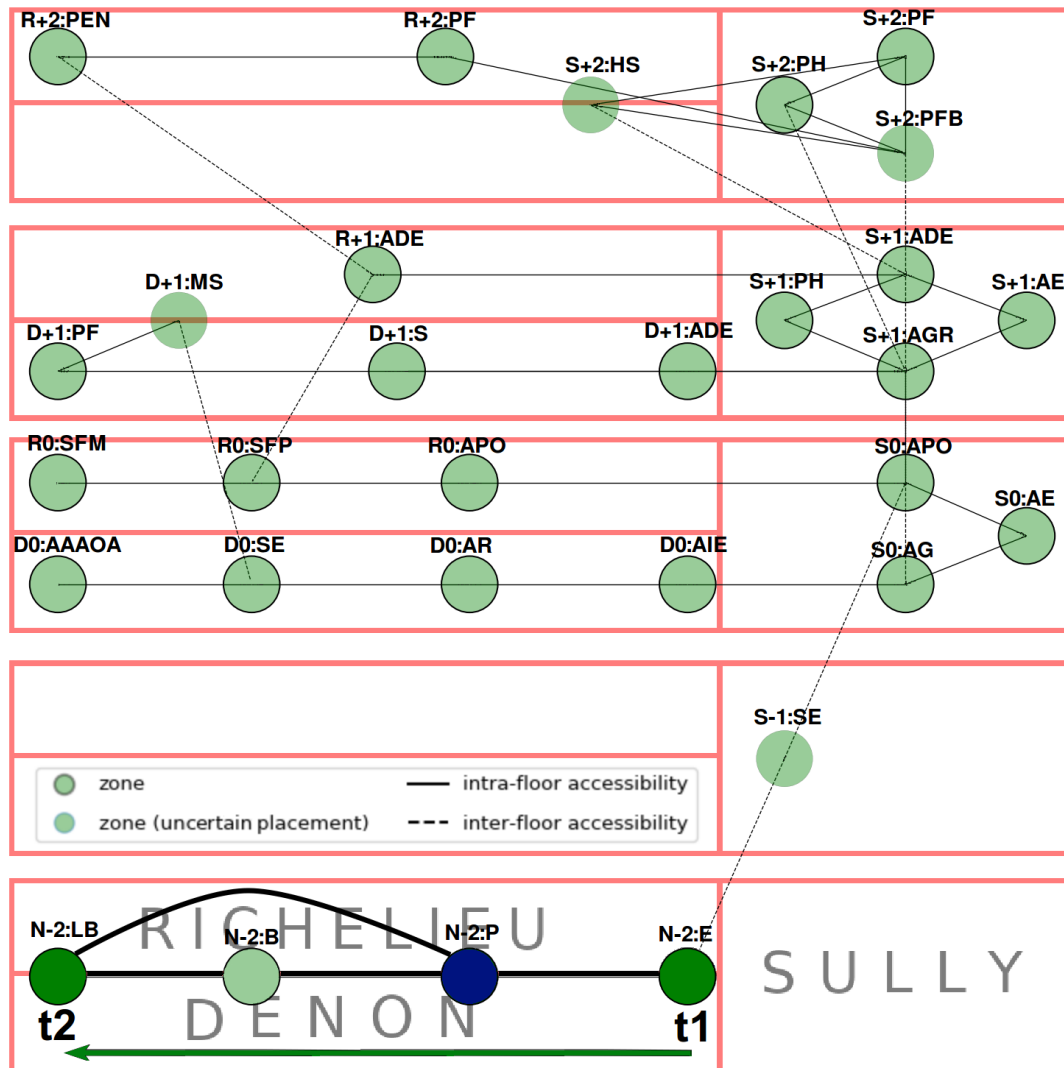 R+2:PEN
R+2:PF
S+2:PF
S+2:HS
S+2:PH
S+2:PFB
R+1:ADE
S+1:ADE
D+1:MS
S+1:PH
S+1:AE
D+1:PF
D+1:S
D+1:ADE
S+1:AGR
R0:SFM
R0:SFP
R0:APO
S0:APO
S0:AE
D0:AAAOA
D0:SE
D0:AR
D0:AIE
S0:AG
S-1:SE
zone
intra-floor accessibility
zone (uncertain placement)
inter-floor accessibility
RICHELIEU
N-2:LB
N-2:B
N-2:P
N-2:E
SULLY
DENON
t2
t1